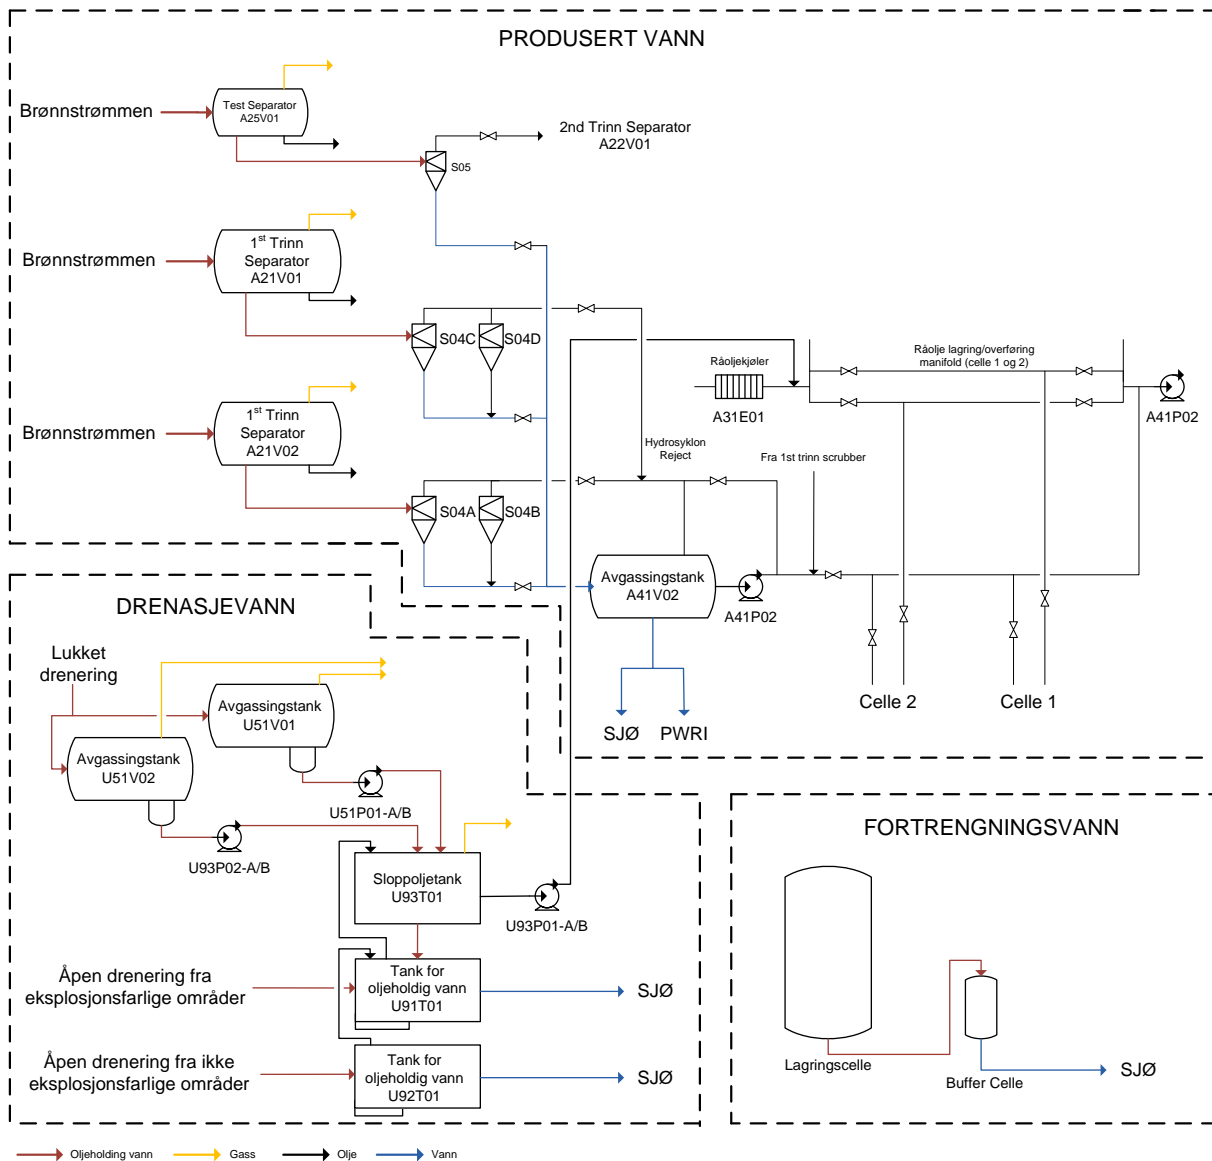 PRODUSERT VANN
Brønnstrømmen
Test Separator
A25V01
2nd Trinn Separator
A22V01
S05
Brønnstrømmen
1st Trinn
Separator
A21V01
S04C
S04D
Råoljekjøler
A31E01
Råolje lagring/overføring
manifold (celle 1 og 2)
A41P02
Brønnstrømmen
1st Trinn
Separator
A21V02
Hydrosyklon
Reject
Fra 1st trinn scrubber
S04A
S04B
Avgassingstank
A41V02
A41P02
Celle 2
Celle 1
SJØ
PWRI
DRENASJEVANN
Lukket
drenering
Avgassingstank
U51V01
Avgassingstank
U51V02
U51P01-A/B
U93P02-A/B
Sloppoljetank
U93T01
U93P01-A/B
Åpen drenering fra
eksplosjonsfarlige områder
Tank for
oljeholdig vann
U91T01
SJØ
Åpen drenering fra ikke
eksplosjonsfarlige områder
Tank for
oljeholdig vann
U92T01
SJØ
FORTRENGNINGSVANN
Lagringscelle
Buffer Celle
SJØ
Oljeholding vann
Gass
Olje
Vann